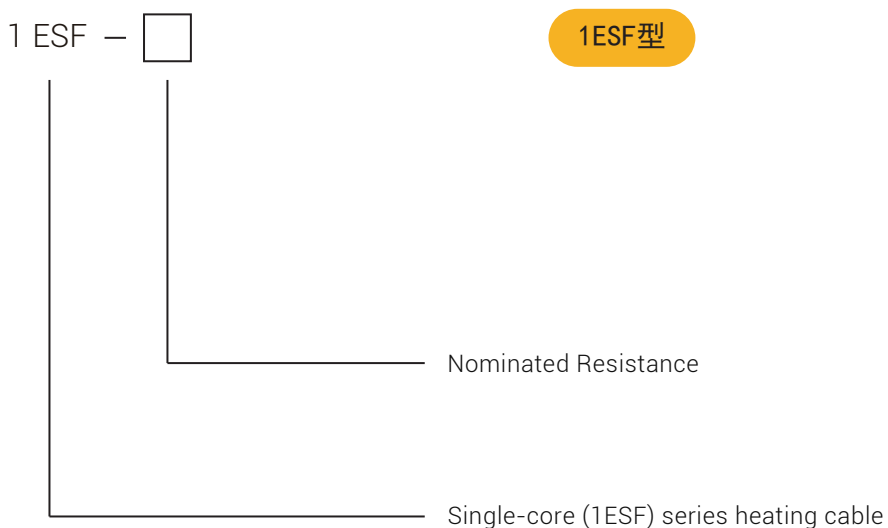 1 ESF –
1ESF型
Nominated Resistance
Single-core (1ESF) series heating cable